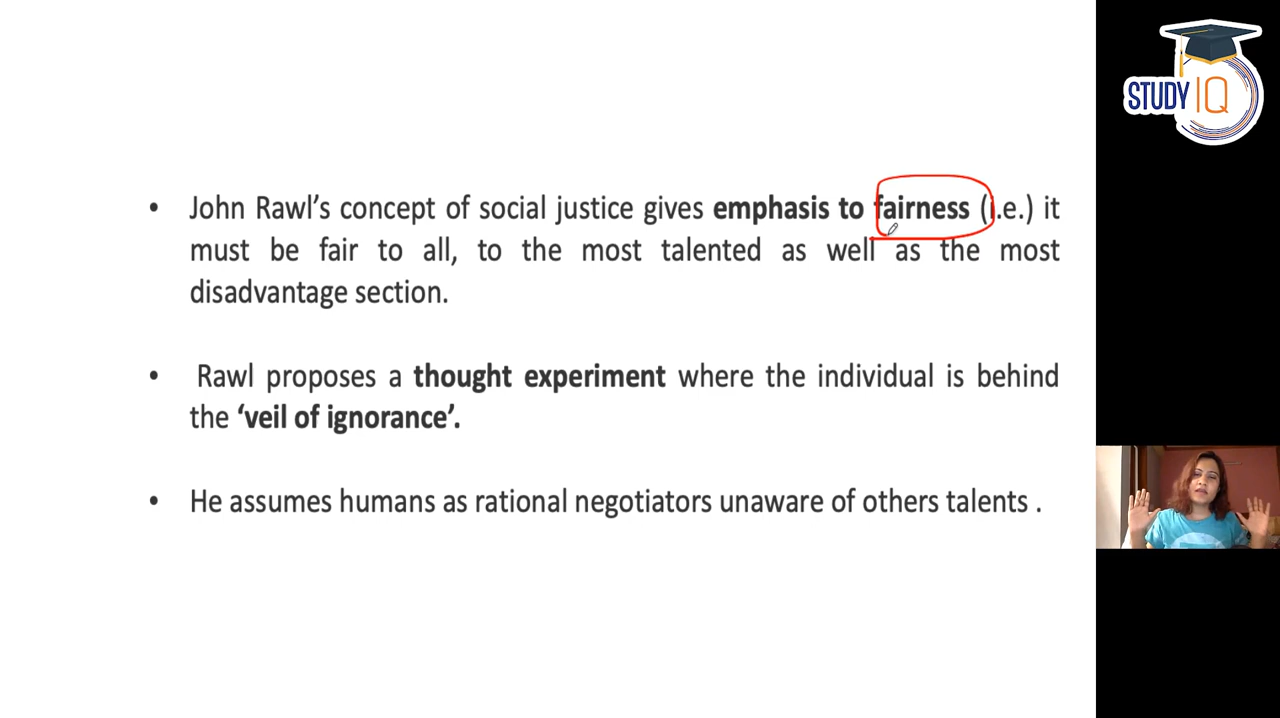 John Rawl’s concept of social justice gives emphasis to fairness (i.e.) it
must be fair to all, to the most talented as well as the most
disadvantage section.
Rawl proposes a thought experiment where the individual is behind
the ‘veil of ignorance’.
He assumes humans as rational negotiators unaware of others talents .
STUDY IQ